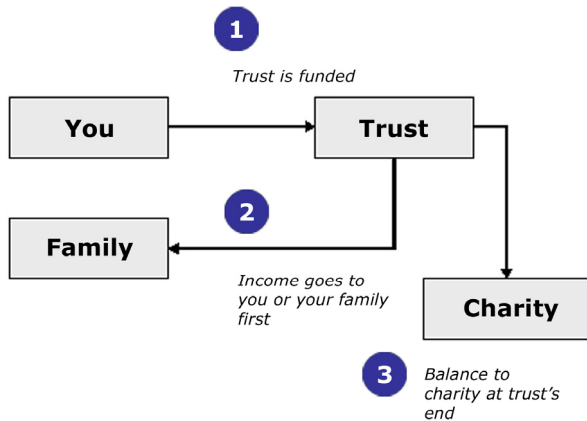 1
Trust is funded
You
Trust
2
Family
Income goes to
you or your family
first
Charity
3
Balance to
charity at trust's
end